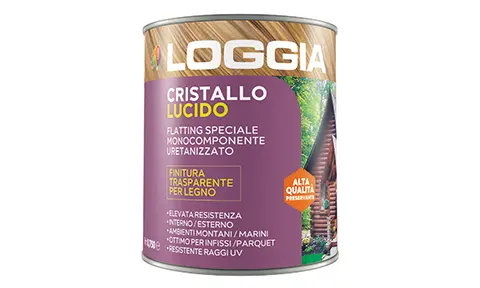 LOGGIA
CRISTALLO
LUCIDO
FLATTING SPECIALE
MONOCOMPONENTE
URETANIZZATO
FINITURA
TRASPARENTE
PER LEGNO
ALTA
QUALITÀ
PRESERVANTE
• ELEVATA RESISTENZA
• INTERNO / ESTERNO
• AMBIENTI MONTANI / MARINI
• OTTIMO PER INFISSI / PARQUET
• RESISTENTE RAGGI UV